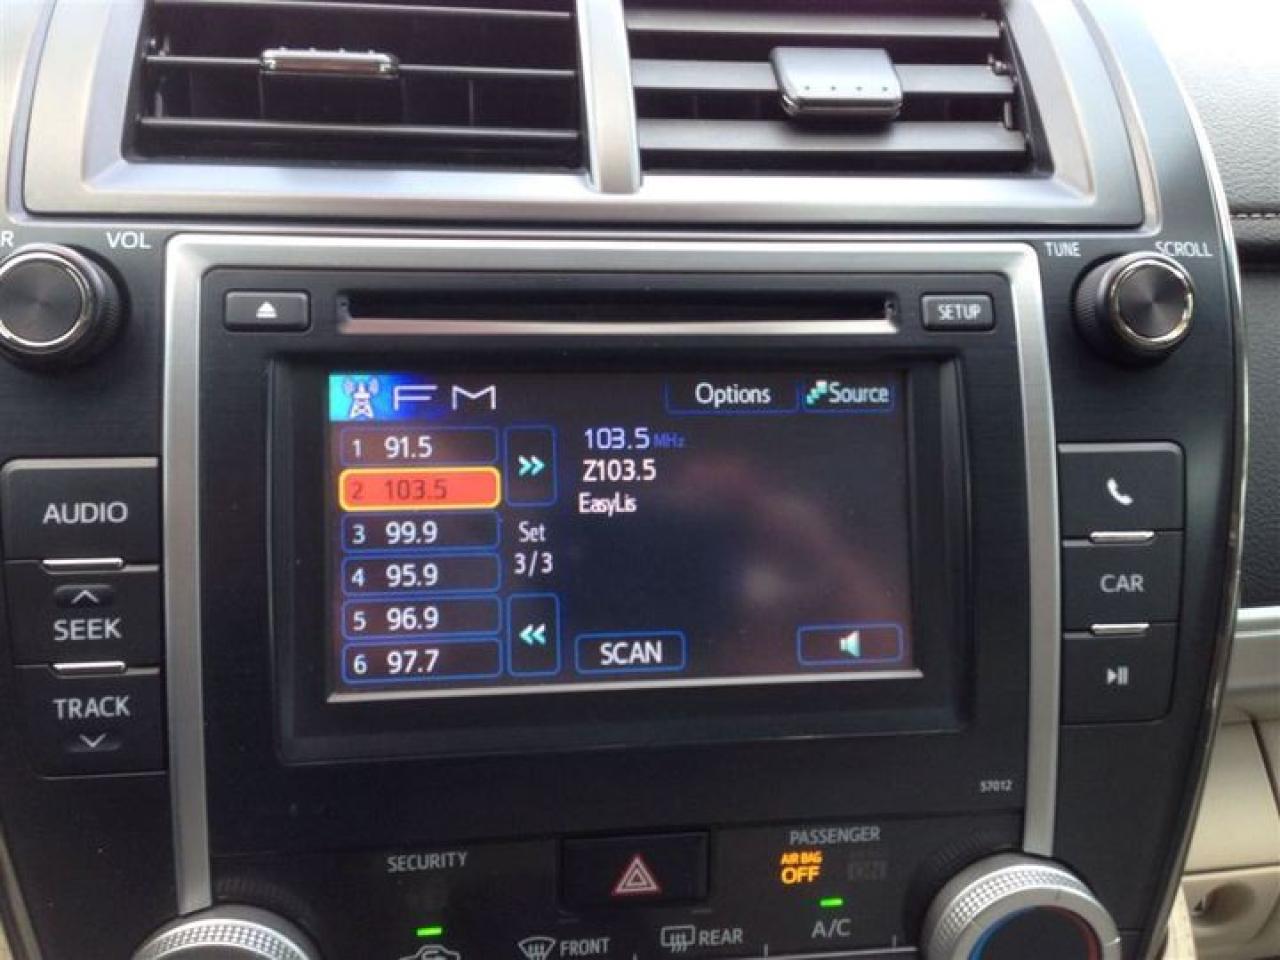 VOL
TUNE
SCROLL
SETUP
FM
Options
Source
1 91.5
2 103.5
3 99.9
4 95.9
5 96.9
6 97.7
Set
3/3
103.5 MHz
Z103.5
EasyLis
SCAN
AUDIO
SEEK
TRACK
CAR
57012
SECURITY
PASSENGER
AIR BAG
OFF
A/C
FRONT
REAR